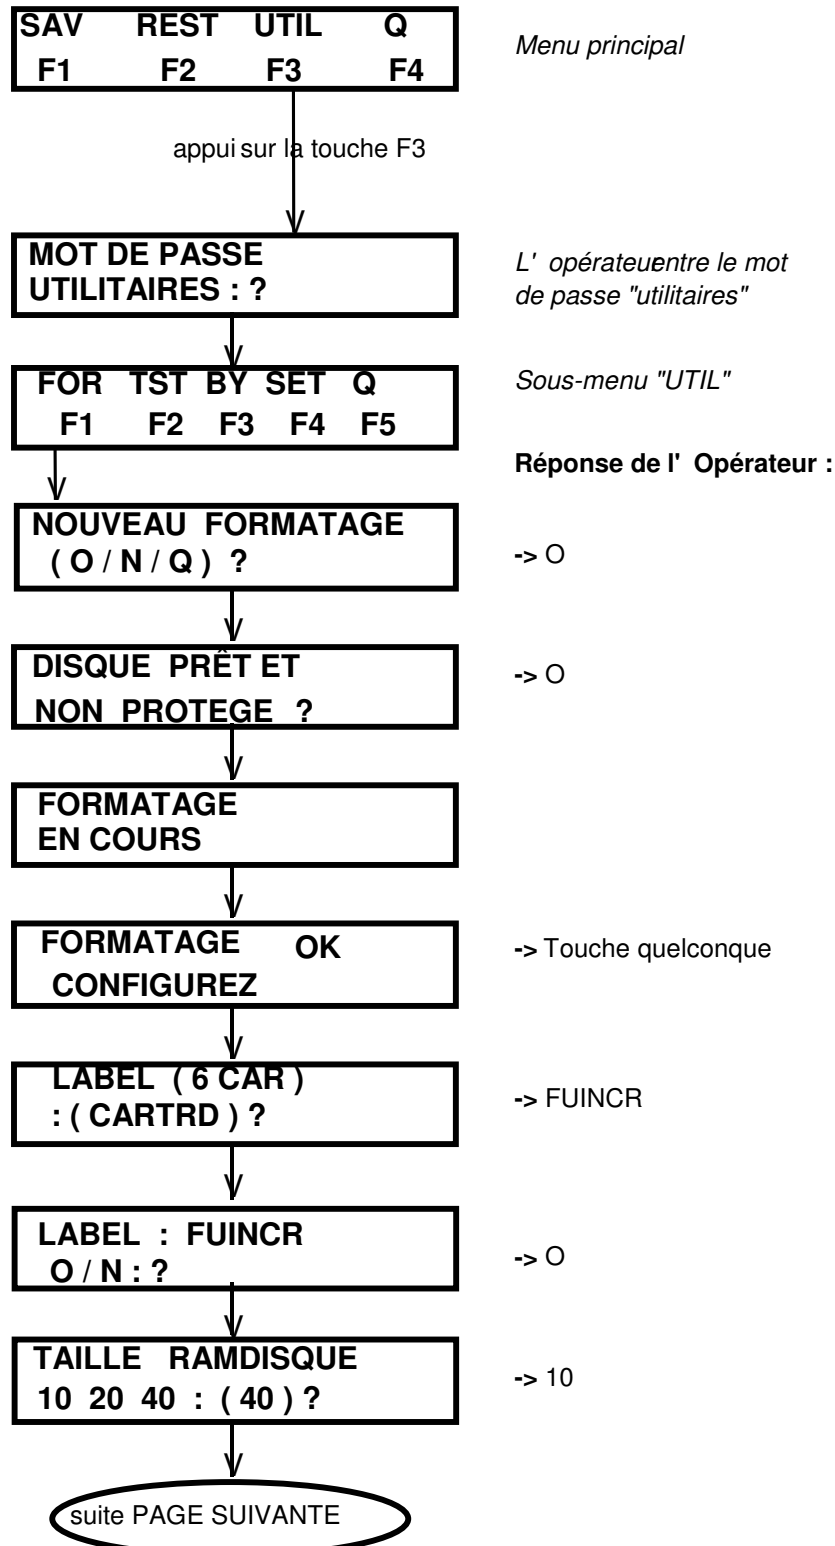 SAV REST UTIL Q
F1 F2 F3 F4
Menu principal
appui sur la touche F3
MOT DE PASSE
UTILITAIRES : ?
L' opérateurentre le mot
de passe "utilitaires"
FOR TST BY SET Q
F1 F2 F3 F4 F5
Sous-menu "UTIL"
Réponse de l' Opérateur :
NOUVEAU FORMATAGE
( O / N / Q ) ?
-> O
DISQUE PRÊT ET
NON PROTEGE ?
-> O
FORMATAGE
EN COURS
FORMATAGE OK
CONFIGUREZ
-> Touche quelconque
LABEL ( 6 CAR )
: ( CARTRD ) ?
-> FUINCR
LABEL : FUINCR
O / N : ?
-> O
TAILLE RAMDISQUE
10 20 40 : ( 40 ) ?
-> 10
suite PAGE SUIVANTE